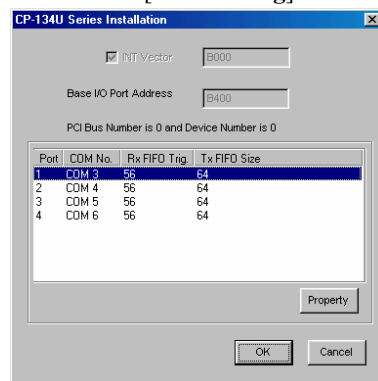 CP-134U Series Installation
INT Vector B000
Base I/O Port Address B400
PCI Bus Number is 0 and Device Number is 0
Port COM No. Rx FIFO Trig. Tx FIFO Size
1 COM 3 56 64
2 COM 4 56 64
3 COM 5 56 64
4 COM 6 56 64
Property
OK Cancel